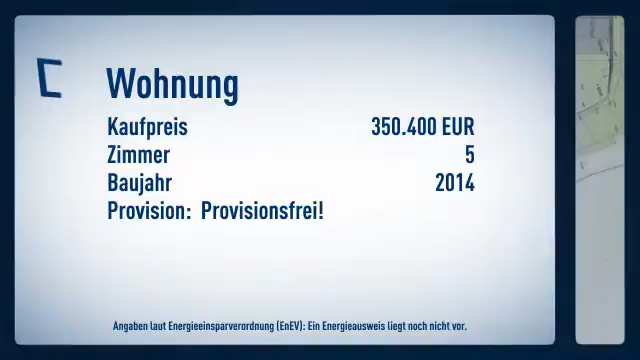 Wohnung
Kaufpreis 350.400 EUR
Zimmer 5
Baujahr 2014
Provision: Provisionsfrei!
Angaben laut Energieeinsparverordnung (EnEV): Ein Energieausweis liegt noch nicht vor.